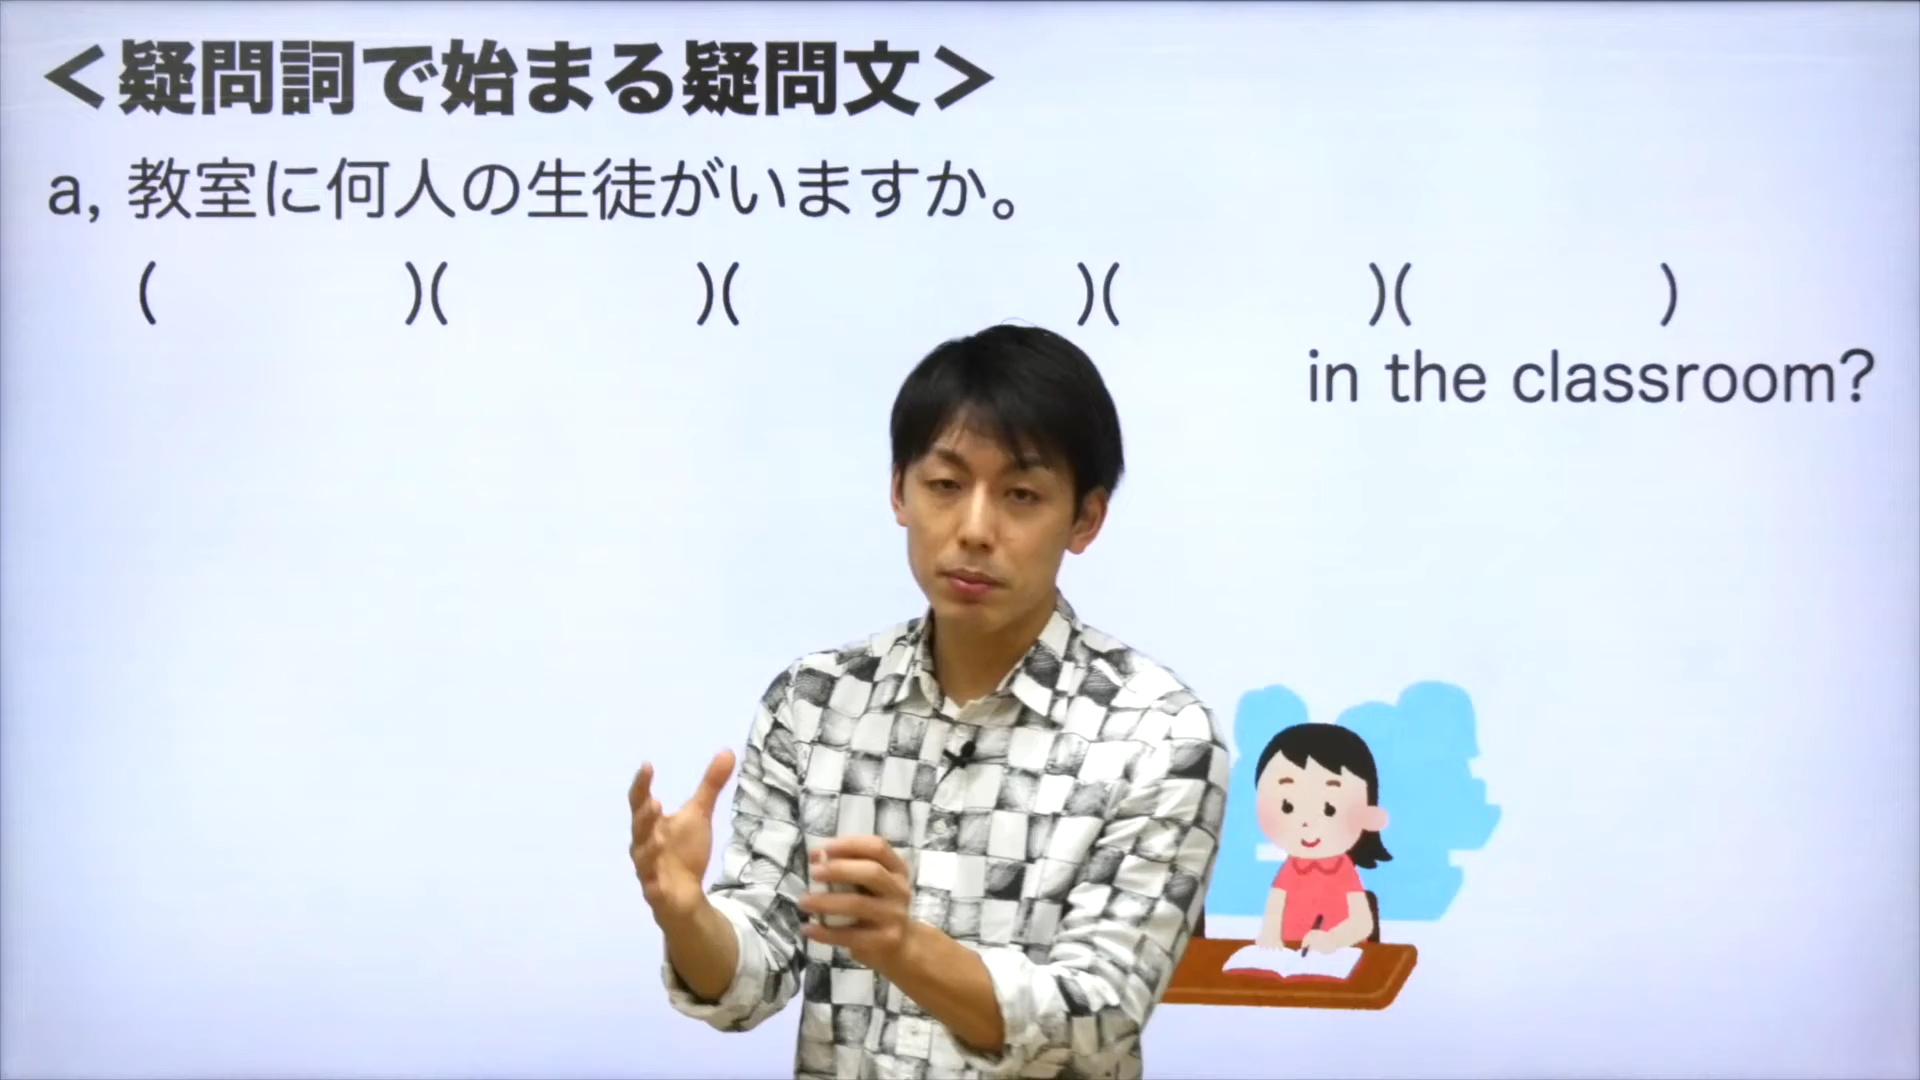 ＜疑問詞で始まる疑問文＞
a, 教室に何人の生徒がいますか。
(　　　)(　　　)(　　　)(　　　)(　　　)
in the classroom?